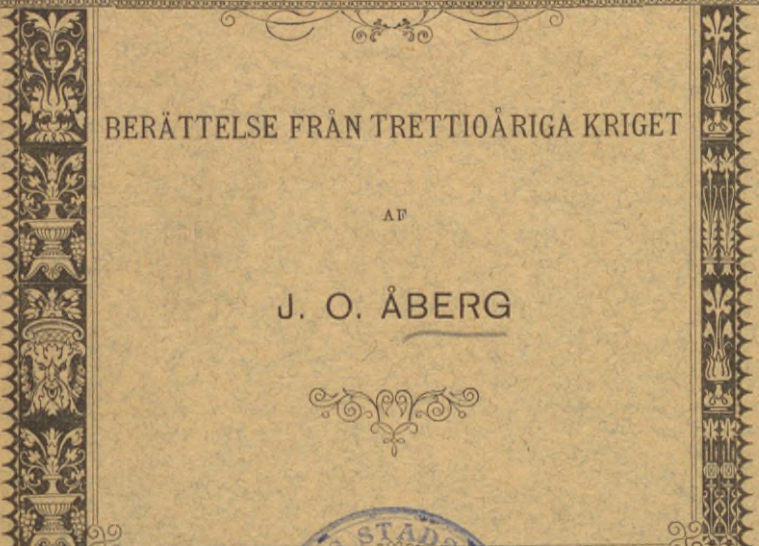 BERÄTTELSE FRÅN TRETTIOÅRIGA KRIGET
AF
J. O. ÅBERG
STADS